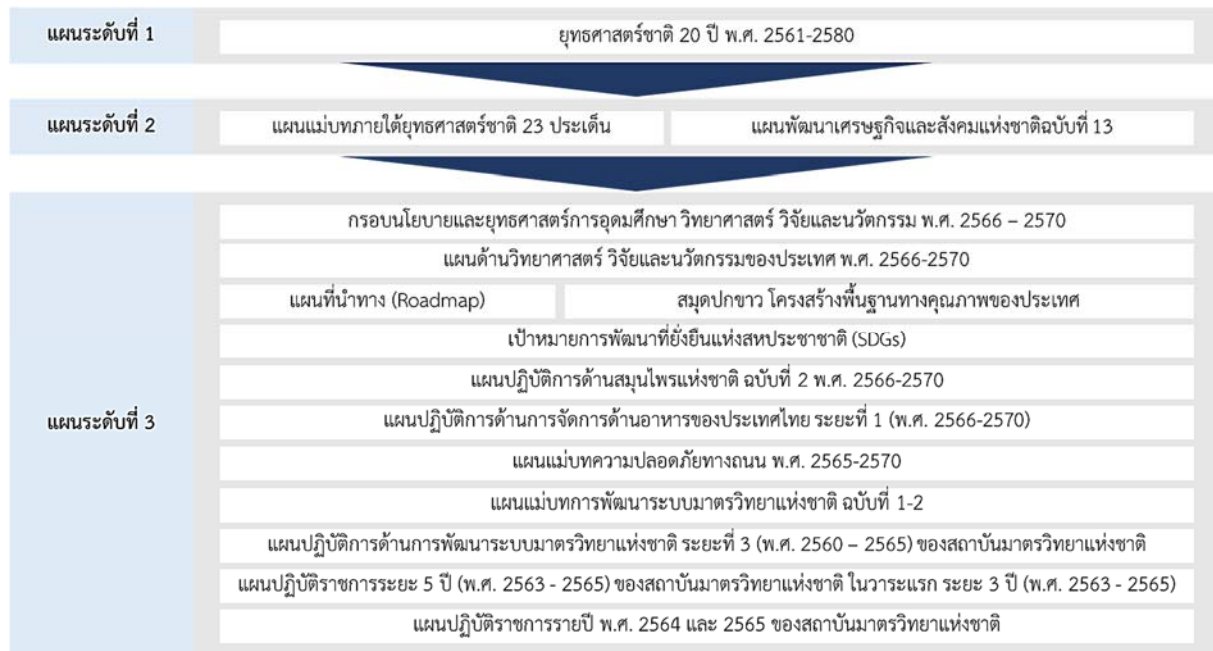 แผนระดับที่ 1
ยุทธศาสตร์ชาติ 20 ปี พ.ศ. 2561-2580
แผนระดับที่ 2
แผนแม่บทภายใต้ยุทธศาสตร์ชาติ 23 ประเด็น
แผนพัฒนาเศรษฐกิจและสังคมแห่งชาติฉบับที่ 13
แผนระดับที่ 3
กรอบนโยบายและยุทธศาสตร์การอุดมศึกษา วิทยาศาสตร์ วิจัยและนวัตกรรม พ.ศ. 2566 – 2570
แผนด้านวิทยาศาสตร์ วิจัยและนวัตกรรมของประเทศ พ.ศ. 2566-2570
แผนที่นำทาง (Roadmap)
สมุดปกขาว โครงสร้างพื้นฐานทางคุณภาพของประเทศ
เป้าหมายการพัฒนาที่ยั่งยืนแห่งสหประชาชาติ (SDGs)
แผนปฏิบัติการด้านสมุนไพรแห่งชาติ ฉบับที่ 2 พ.ศ. 2566-2570
แผนปฏิบัติการด้านการจัดการด้านอาหารของประเทศไทย ระยะที่ 1 (พ.ศ. 2566-2570)
แผนแม่บทความปลอดภัยทางถนน พ.ศ. 2565-2570
แผนแม่บทการพัฒนาระบบมาตรวิทยาแห่งชาติ ฉบับที่ 1-2
แผนปฏิบัติการด้านการพัฒนาระบบมาตรวิทยาแห่งชาติ ระยะที่ 3 (พ.ศ. 2560 – 2565) ของสถาบันมาตรวิทยาแห่งชาติ
แผนปฏิบัติราชการระยะ 5 ปี (พ.ศ. 2563 - 2565) ของสถาบันมาตรวิทยาแห่งชาติ ในวาระแรก ระยะ 3 ปี (พ.ศ. 2563 - 2565)
แผนปฏิบัติราชการรายปี พ.ศ. 2564 และ 2565 ของสถาบันมาตรวิทยาแห่งชาติ